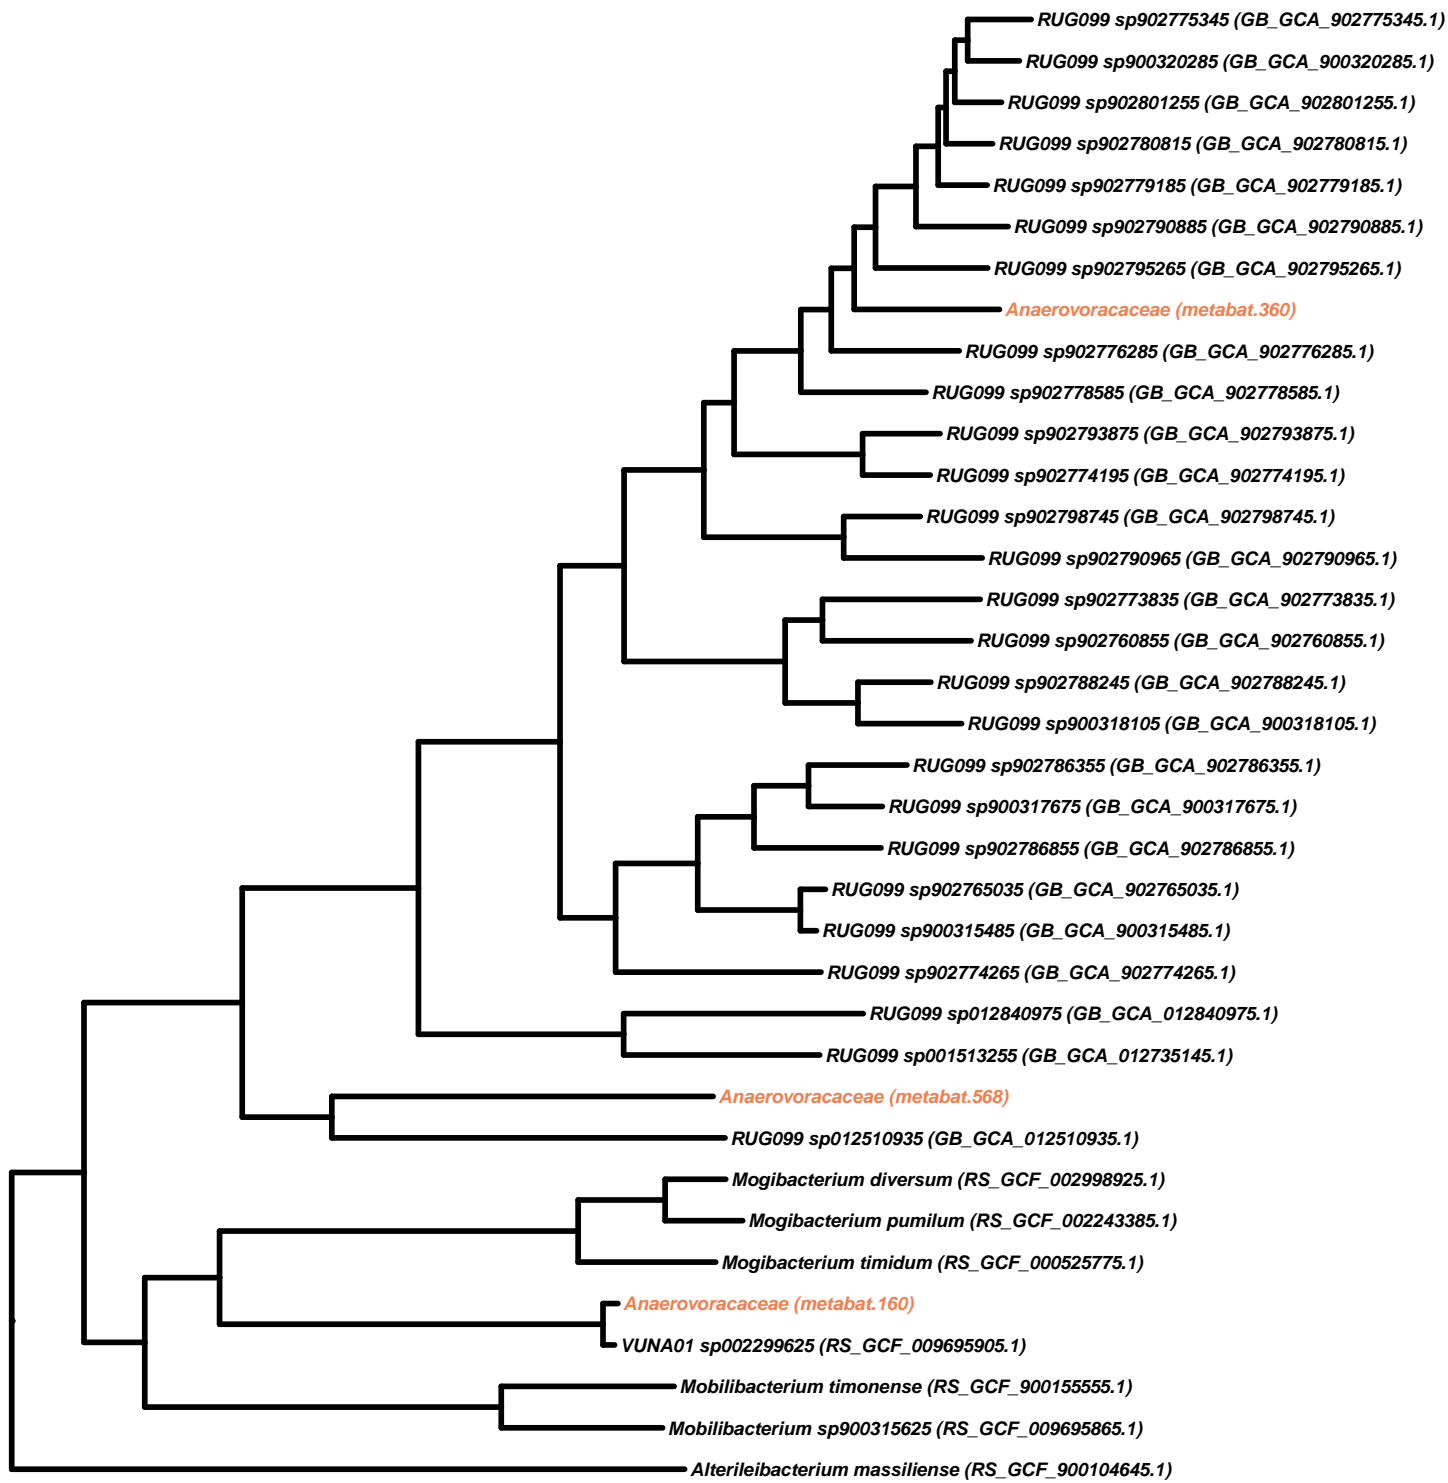 RUG099 sp902775345 (GB_GCA_902775345.1)
RUG099 sp900320285 (GB_GCA_900320285.1)
RUG099 sp902801255 (GB_GCA_902801255.1)
RUG099 sp902780815 (GB_GCA_902780815.1)
RUG099 sp902779185 (GB_GCA_902779185.1)
RUG099 sp902790885 (GB_GCA_902790885.1)
RUG099 sp902795265 (GB_GCA_902795265.1)
Anaerovoracaceae (metabat.360)
RUG099 sp902776285 (GB_GCA_902776285.1)
RUG099 sp902778585 (GB_GCA_902778585.1)
RUG099 sp902793875 (GB_GCA_902793875.1)
RUG099 sp902774195 (GB_GCA_902774195.1)
RUG099 sp902798745 (GB_GCA_902798745.1)
RUG099 sp902790965 (GB_GCA_902790965.1)
RUG099 sp902773835 (GB_GCA_902773835.1)
RUG099 sp902760855 (GB_GCA_902760855.1)
RUG099 sp902788245 (GB_GCA_902788245.1)
RUG099 sp900318105 (GB_GCA_900318105.1)
RUG099 sp902786355 (GB_GCA_902786355.1)
RUG099 sp900317675 (GB_GCA_900317675.1)
RUG099 sp902786855 (GB_GCA_902786855.1)
RUG099 sp902765035 (GB_GCA_902765035.1)
RUG099 sp900315485 (GB_GCA_900315485.1)
RUG099 sp902774265 (GB_GCA_902774265.1)
RUG099 sp012840975 (GB_GCA_012840975.1)
RUG099 sp001513255 (GB_GCA_012735145.1)
Anaerovoracaceae (metabat.568)
RUG099 sp012510935 (GB_GCA_012510935.1)
Mogibacterium diversum (RS_GCF_002998925.1)
Mogibacterium pumilum (RS_GCF_002243385.1)
Mogibacterium timidum (RS_GCF_000525775.1)
Anaerovoracaceae (metabat.160)
VUNA01 sp002299625 (RS_GCF_009695905.1)
Mobilibacterium timonense (RS_GCF_900155555.1)
Mobilibacterium sp900315625 (RS_GCF_009695865.1)
Alterileibacterium massiliense (RS_GCF_900104645.1)